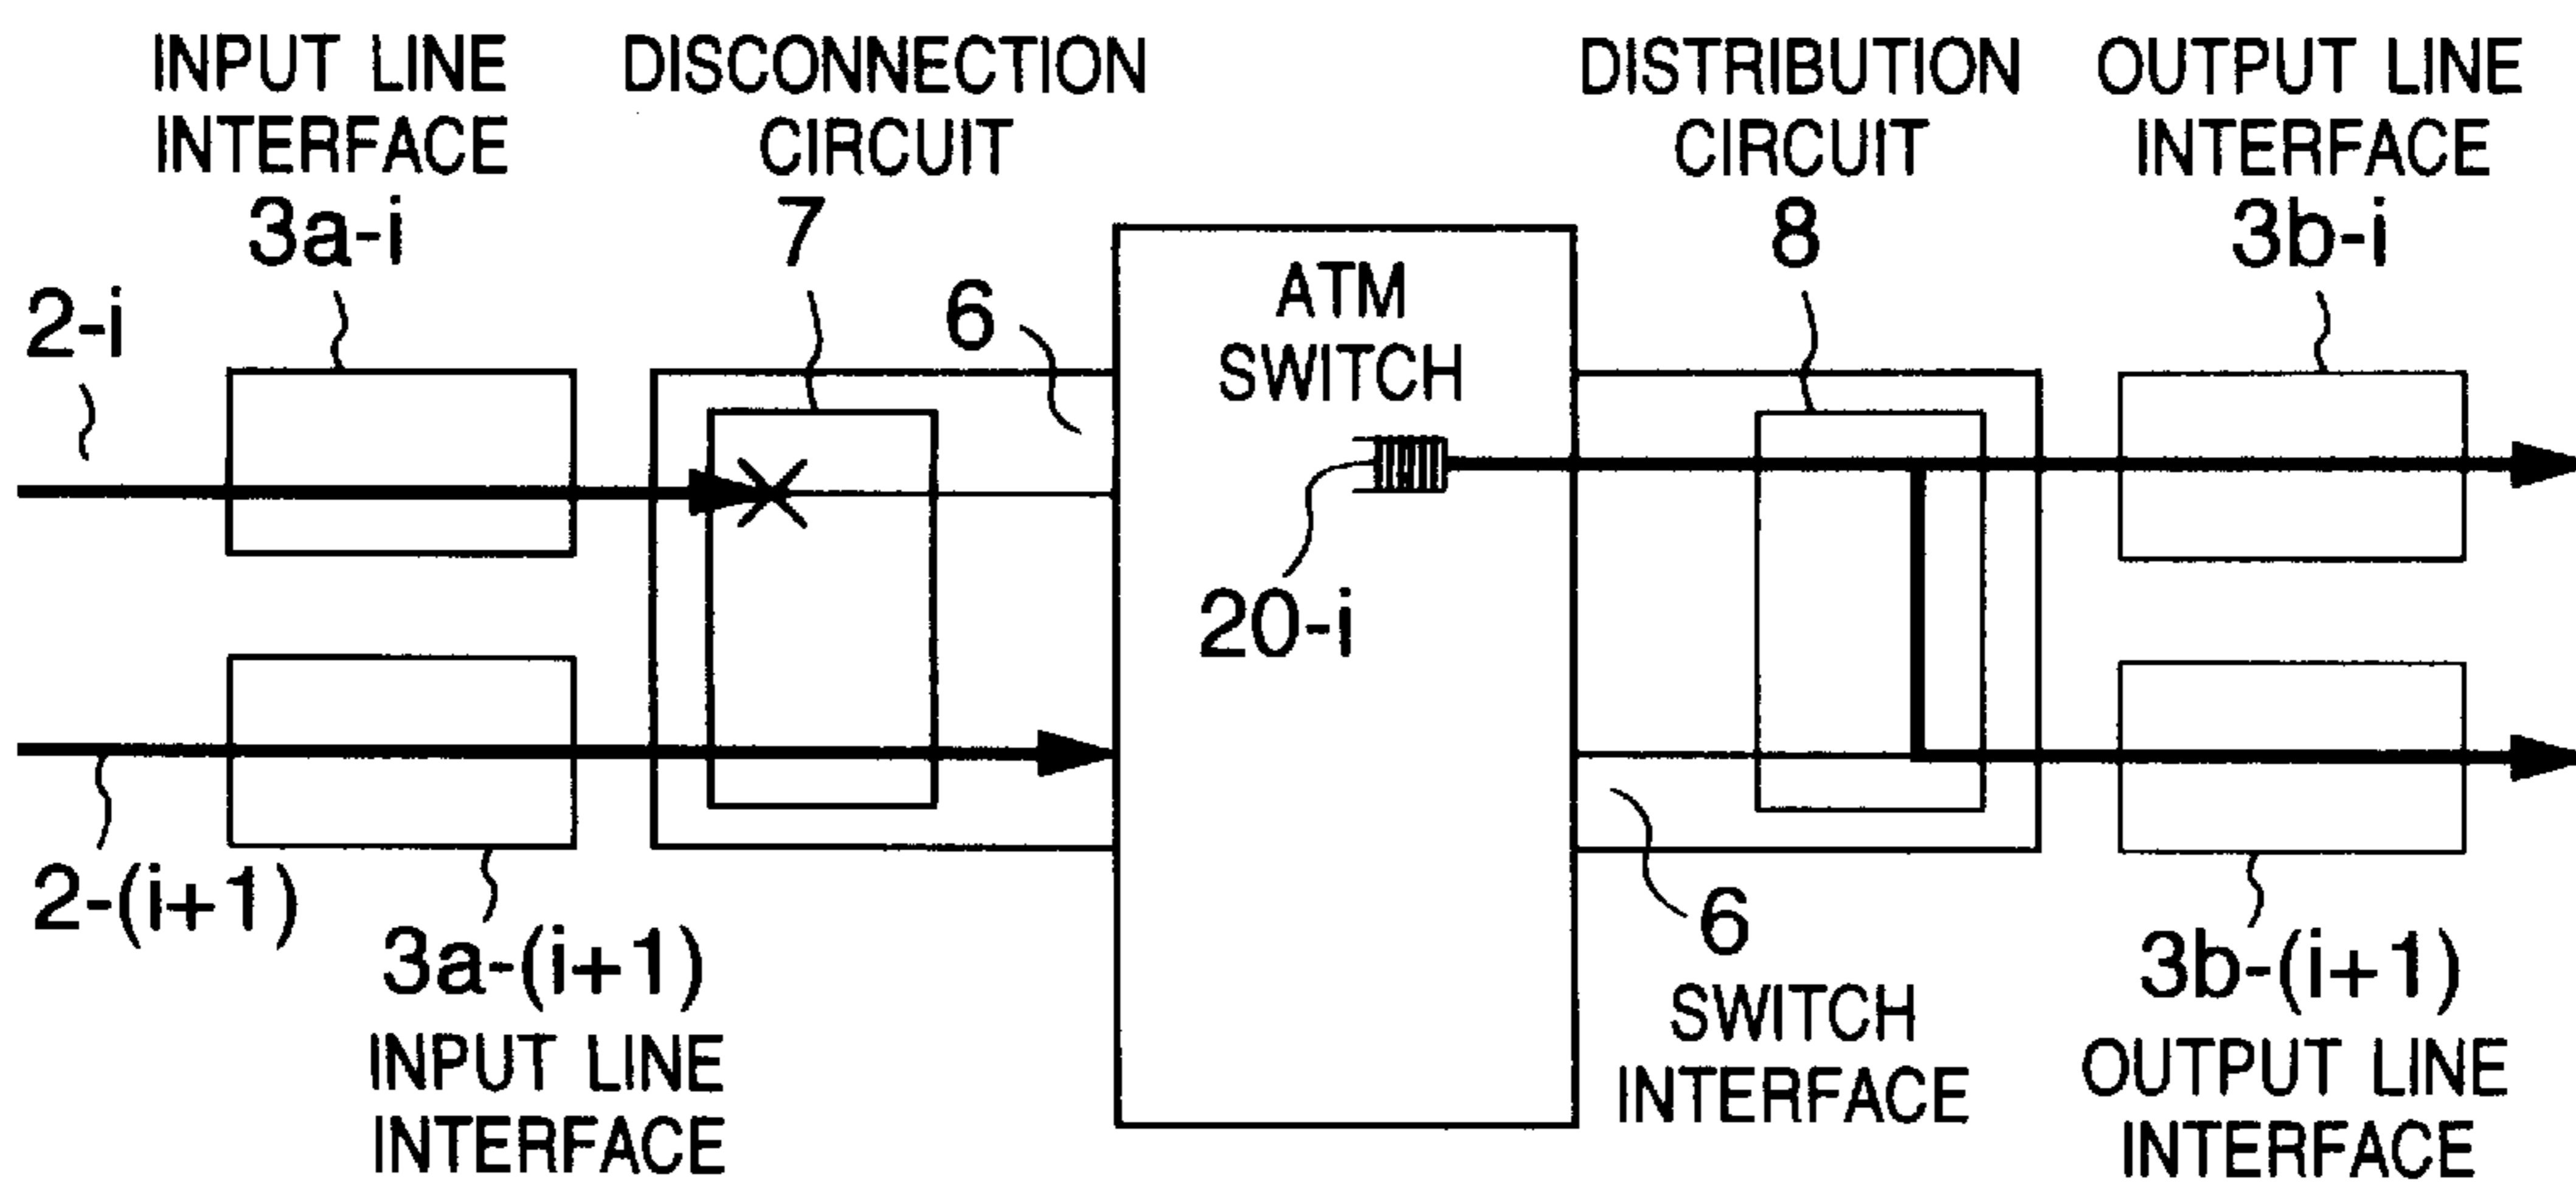 INPUT LINE
INTERFACE
3a-i
DISCONNECTION
CIRCUIT
7
DISTRIBUTION
CIRCUIT
8
OUTPUT LINE
INTERFACE
3b-i
2-i
6
ATM
SWITCH
20-i
2-(i+1)
3a-(i+1)
INPUT LINE
INTERFACE
6
SWITCH
INTERFACE
3b-(i+1)
OUTPUT LINE
INTERFACE